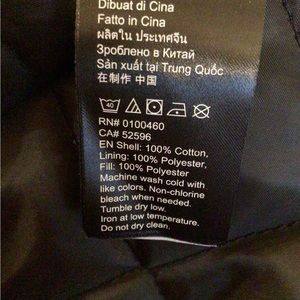 Dibuat di Cina
Fatto in Cina
ผลิตใน ประเทศจีน
Зроблено в Китай
Sản xuất tại Trung Quốc
在制作 中国
40
RN# 0100460
CA# 52596
EN Shell: 100% Cotton,
Lining: 100% Polyester,
Fill: 100% Polyester
Machine wash cold with
like colors. Non-chlorine
bleach when needed.
Tumble dry low.
Iron at low temperature.
Do not dry clean.